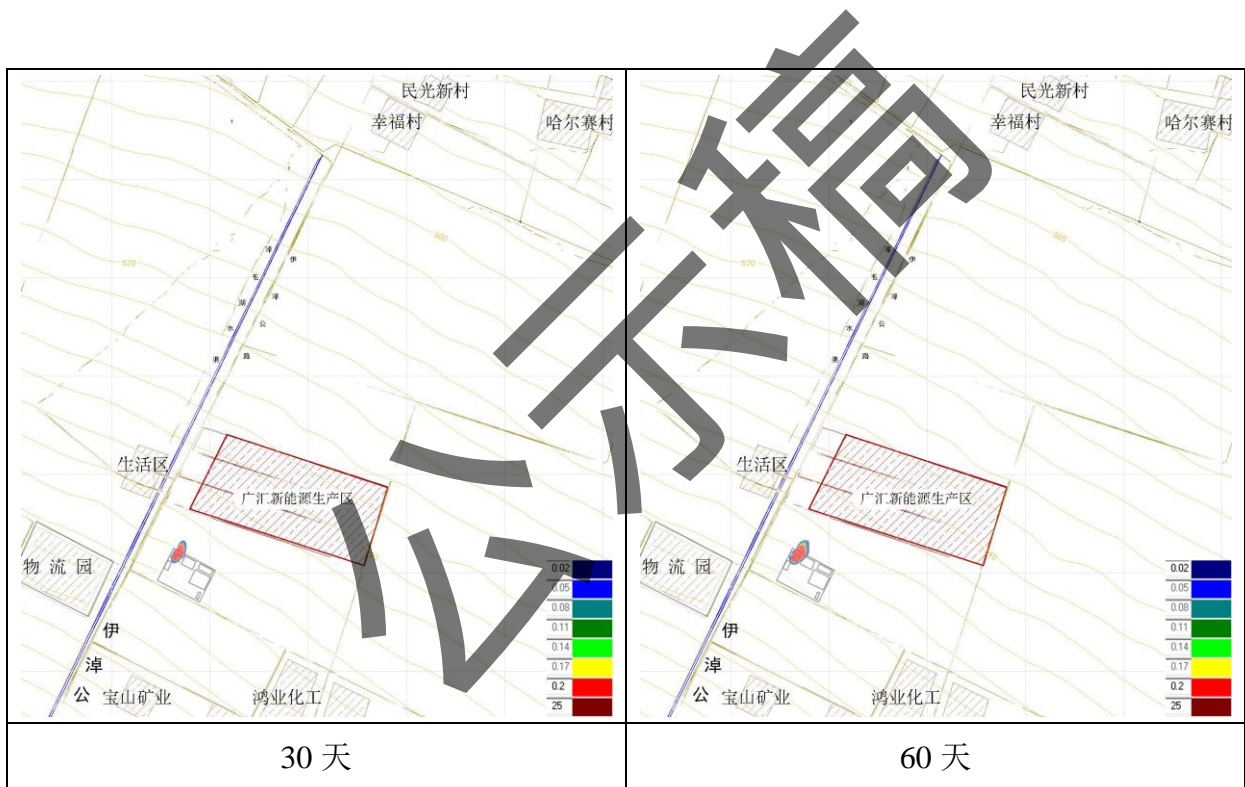 民光新村
幸福村
哈尔赛村
500
520
淖毛湖水渠
伊淖公路
生活区
广汇新能源生产区
物流园
伊淖公
宝山矿业
鸿业化工
0.02
0.05
0.08
0.11
0.14
0.17
0.2
25
30 天
民光新村
幸福村
哈尔赛村
500
520
淖毛湖水渠
伊淖公路
生活区
广汇新能源生产区
物流园
伊淖公
宝山矿业
鸿业化工
0.02
0.05
0.08
0.11
0.14
0.17
0.2
25
60 天
公示稿